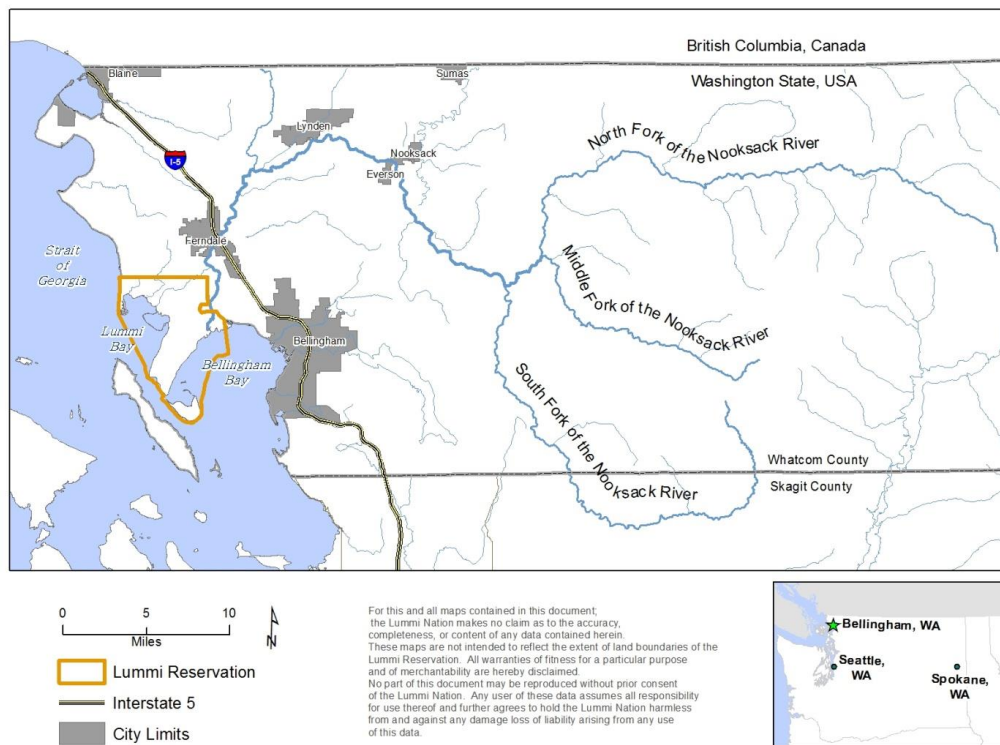 British Columbia, Canada
Washington State, USA
Blaine
Sumas
Lynden
Nooksack
Everson
North Fork of the Nooksack River
I-5
Ferndale
Strait of
Georgia
Middle Fork of the Nooksack River
Lummi
Bay
Bellingham
Bellingham
Bay
South Fork of the Nooksack River
Whatcom County
Skagit County
0 5 10
Miles
N
Lummi Reservation
Interstate 5
City Limits
For this and all maps contained in this document;
the Lummi Nation makes no claim as to the accuracy,
completeness, or content of any data contained herein.
These maps are not intended to reflect the extent of land boundaries of the
Lummi Reservation. All warranties of fitness for a particular purpose
and of merchantability are hereby disclaimed.
No part of this document may be reproduced without prior consent
of the Lummi Nation. Any user of these data assumes all responsibility
for use thereof and further agrees to hold the Lummi Nation harmless
from and against any damage loss of liability arising from any use
of this data.
Bellingham, WA
Seattle,
WA
Spokane,
WA